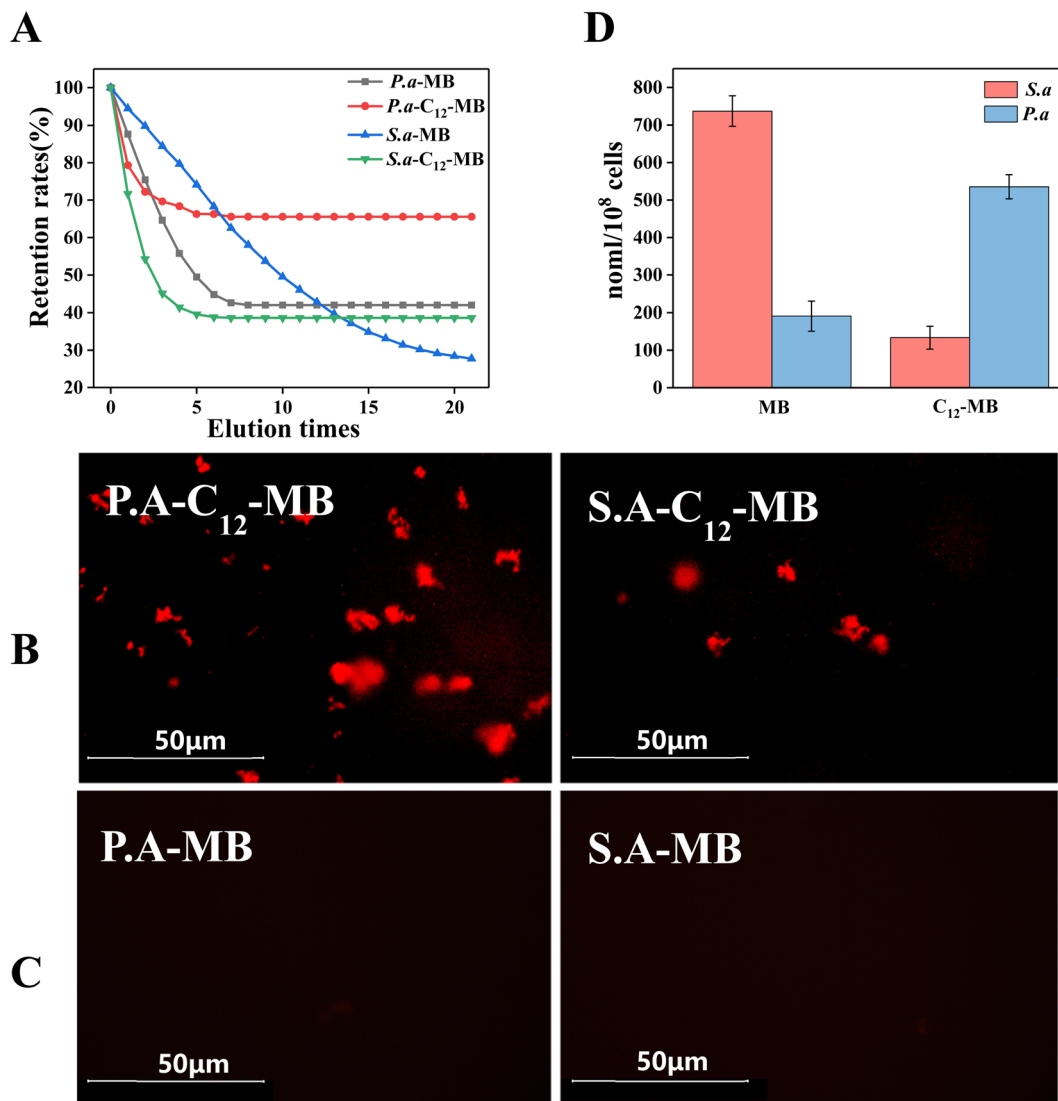 A
Retention rates(%)
100
90
80
70
60
50
40
30
20
0
5
10
15
20
Elution times
P.a-MB
P.a-C₁₂-MB
S.a-MB
S.a-C₁₂-MB
D
noml/10⁸ cells
800
700
600
500
400
300
200
100
0
MB
C₁₂-MB
S.a
P.a
B
P.A-C₁₂-MB
50μm
S.A-C₁₂-MB
50μm
C
P.A-MB
50μm
S.A-MB
50μm